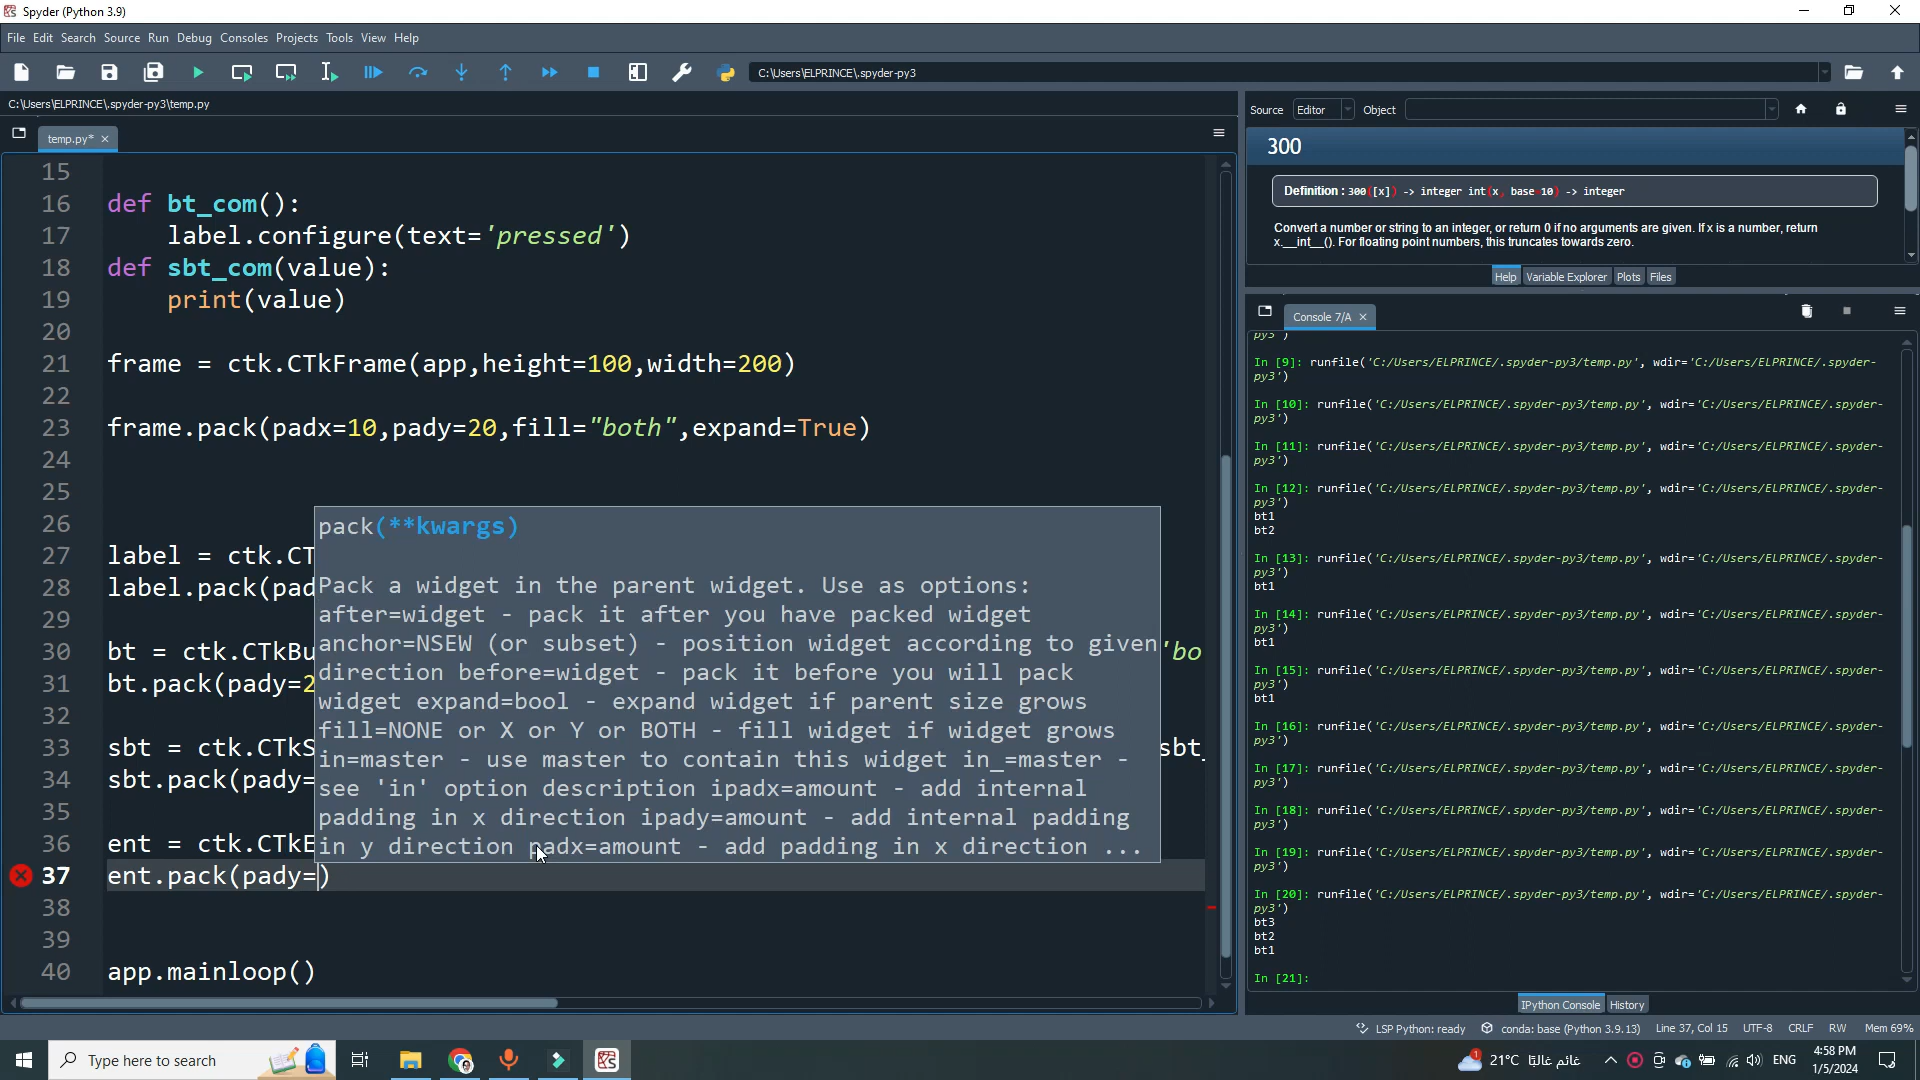 Spyder (Python 3.9)
File Edit Search Source Run Debug Consoles Projects Tools View Help
C:\Users\ELPRINCE\.spyder-py3
C:\Users\ELPRINCE\.spyder-py3\temp.py
temp.py*
15
16 def bt_com():
17 label.configure(text='pressed')
18 def sbt_com(value):
19 print(value)
20
21 frame = ctk.CTkFrame(app,height=100,width=200)
22
23 frame.pack(padx=10,pady=20,fill="both",expand=True)
24
25
26
27 label = ctk.CT
28 label.pack(pad
29
30 bt = ctk.CTkBu 'bo
31 bt.pack(pady=2
32
33 sbt = ctk.CTkS sbt_
34 sbt.pack(pady=
35
36 ent = ctk.CTkE
37 ent.pack(pady=)
38
39
40 app.mainloop()
pack(**kwargs)
Pack a widget in the parent widget. Use as options:
after=widget - pack it after you have packed widget
anchor=NSEW (or subset) - position widget according to given
direction before=widget - pack it before you will pack
widget expand=bool - expand widget if parent size grows
fill=NONE or X or Y or BOTH - fill widget if widget grows
in=master - use master to contain this widget in_=master -
see 'in' option description ipadx=amount - add internal
padding in x direction ipady=amount - add internal padding
in y direction padx=amount - add padding in x direction ...
Source Editor Object
300
Definition : 300([x]) -> integer int(x, base=10) -> integer
Convert a number or string to an integer, or return 0 if no arguments are given. If x is a number, return
x.__int__(). For floating point numbers, this truncates towards zero.
Help Variable Explorer Plots Files
Console 7/A
py3')
In [9]: runfile('C:/Users/ELPRINCE/.spyder-py3/temp.py', wdir='C:/Users/ELPRINCE/.spyder-
py3')
In [10]: runfile('C:/Users/ELPRINCE/.spyder-py3/temp.py', wdir='C:/Users/ELPRINCE/.spyder-
py3')
In [11]: runfile('C:/Users/ELPRINCE/.spyder-py3/temp.py', wdir='C:/Users/ELPRINCE/.spyder-
py3')
In [12]: runfile('C:/Users/ELPRINCE/.spyder-py3/temp.py', wdir='C:/Users/ELPRINCE/.spyder-
py3')
bt1
bt2
In [13]: runfile('C:/Users/ELPRINCE/.spyder-py3/temp.py', wdir='C:/Users/ELPRINCE/.spyder-
py3')
bt1
In [14]: runfile('C:/Users/ELPRINCE/.spyder-py3/temp.py', wdir='C:/Users/ELPRINCE/.spyder-
py3')
bt1
In [15]: runfile('C:/Users/ELPRINCE/.spyder-py3/temp.py', wdir='C:/Users/ELPRINCE/.spyder-
py3')
bt1
In [16]: runfile('C:/Users/ELPRINCE/.spyder-py3/temp.py', wdir='C:/Users/ELPRINCE/.spyder-
py3')
In [17]: runfile('C:/Users/ELPRINCE/.spyder-py3/temp.py', wdir='C:/Users/ELPRINCE/.spyder-
py3')
In [18]: runfile('C:/Users/ELPRINCE/.spyder-py3/temp.py', wdir='C:/Users/ELPRINCE/.spyder-
py3')
In [19]: runfile('C:/Users/ELPRINCE/.spyder-py3/temp.py', wdir='C:/Users/ELPRINCE/.spyder-
py3')
In [20]: runfile('C:/Users/ELPRINCE/.spyder-py3/temp.py', wdir='C:/Users/ELPRINCE/.spyder-
py3')
bt3
bt2
bt1
In [21]:
IPython Console History
LSP Python: ready conda: base (Python 3.9.13) Line 37, Col 15 UTF-8 CRLF RW Mem 69%
Type here to search
1 21°C غائم غالبًا ENG
4:58 PM
1/5/2024